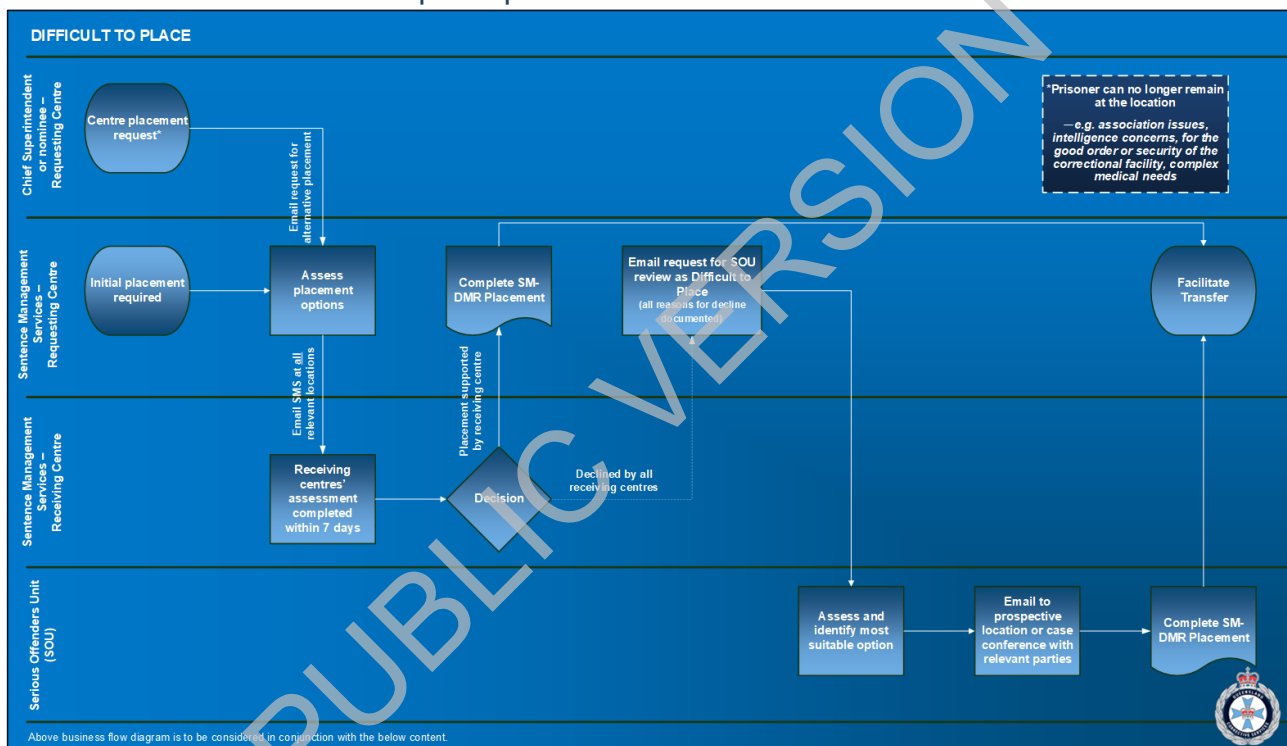 DIFFICULT TO PLACE
Chief Superintendent
or nominee –
Requesting Centre
Centre placement
request*
Email request for
alternative placement
*Prisoner can no longer remain
at the location
—e.g. association issues,
intelligence concerns, for the
good order or security of the
correctional facility, complex
medical needs
Sentence Management
Services –
Requesting Centre
Initial placement
required
Assess
placement
options
Complete SM-
DMR Placement
Email request for SOU
review as Difficult to
Place
(all reasons for decline
documented)
Facilitate
Transfer
Email SMS at all
relevant locations
Placement supported
by receiving centre
Sentence Management
Services –
Receiving Centre
Receiving
centres'
assessment
completed
within 7 days
Decision
Declined by all
receiving centres
Serious Offenders Unit
(SOU)
Assess and
identify most
suitable option
Email to
prospective
location or case
conference with
relevant parties
Complete SM-
DMR Placement
QUEENSLAND
CORRECTIVE SERVICES
Above business flow diagram is to be considered in conjunction with the below content.
PUBLIC VERSION